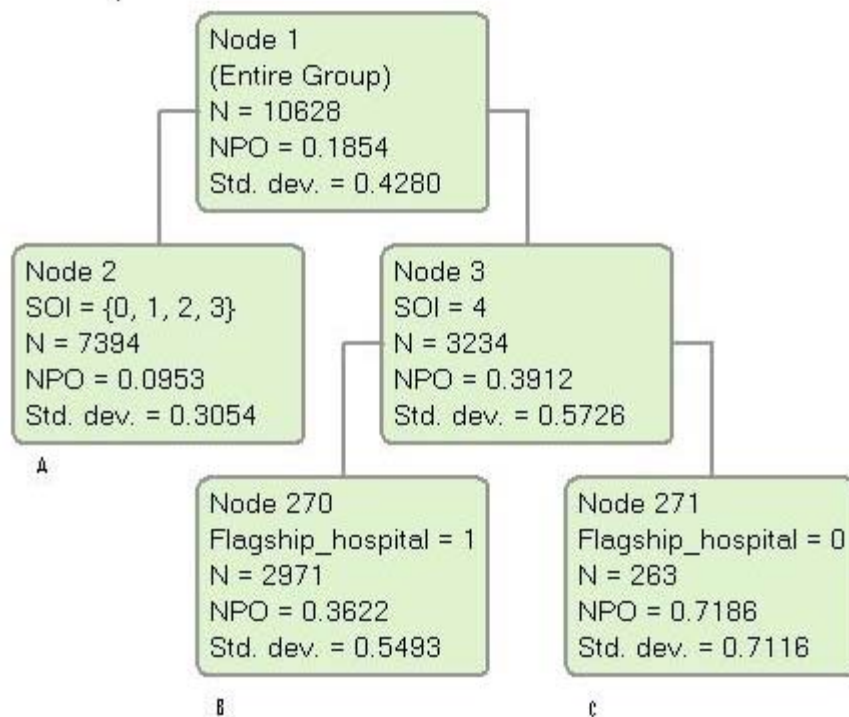 Node 1
(Entire Group)
N = 10628
NPO = 0.1854
Std. dev. = 0.4280
Node 2
SOI = {0, 1, 2, 3}
N = 7394
NPO = 0.0953
Std. dev. = 0.3054
A
Node 3
SOI = 4
N = 3234
NPO = 0.3912
Std. dev. = 0.5726
Node 270
Flagship_hospital = 1
N = 2971
NPO = 0.3622
Std. dev. = 0.5493
B
Node 271
Flagship_hospital = 0
N = 263
NPO = 0.7186
Std. dev. = 0.7116
C